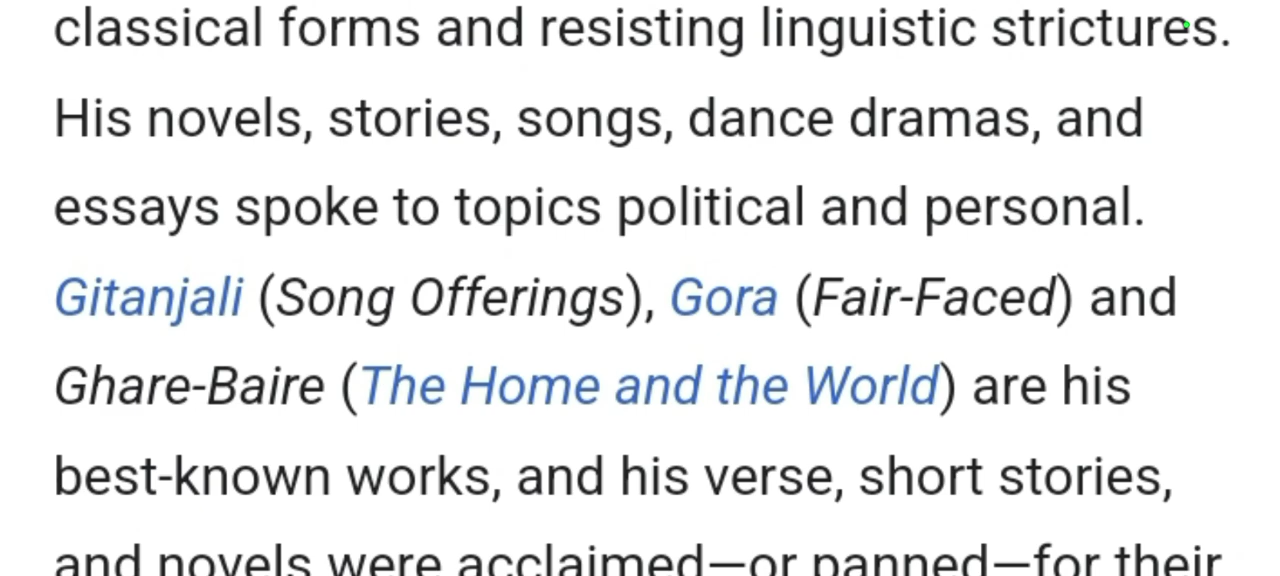 classical forms and resisting linguistic strictures.
His novels, stories, songs, dance dramas, and
essays spoke to topics political and personal.
Gitanjali (Song Offerings), Gora (Fair-Faced) and
Ghare-Baire (The Home and the World) are his
best-known works, and his verse, short stories,
and novels were acclaimed—or panned—for their